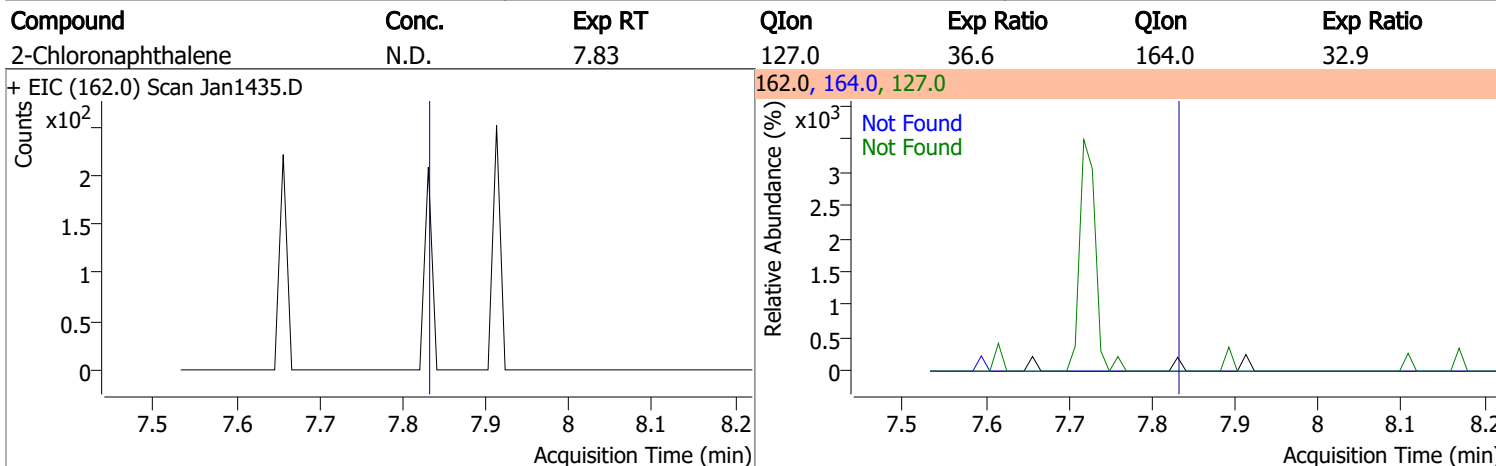 Compound Conc. Exp RT QIon Exp Ratio QIon Exp Ratio
2-Chloronaphthalene N.D. 7.83 127.0 36.6 164.0 32.9
+ EIC (162.0) Scan Jan1435.D
Counts
x10²
2
1.5
1
0.5
0
7.5 7.6 7.7 7.8 7.9 8 8.1 8.2
Acquisition Time (min)
162.0, 164.0, 127.0
Relative Abundance (%)
x10³
Not Found
Not Found
3
2.5
2
1.5
1
0.5
0
7.5 7.6 7.7 7.8 7.9 8 8.1 8.2
Acquisition Time (min)